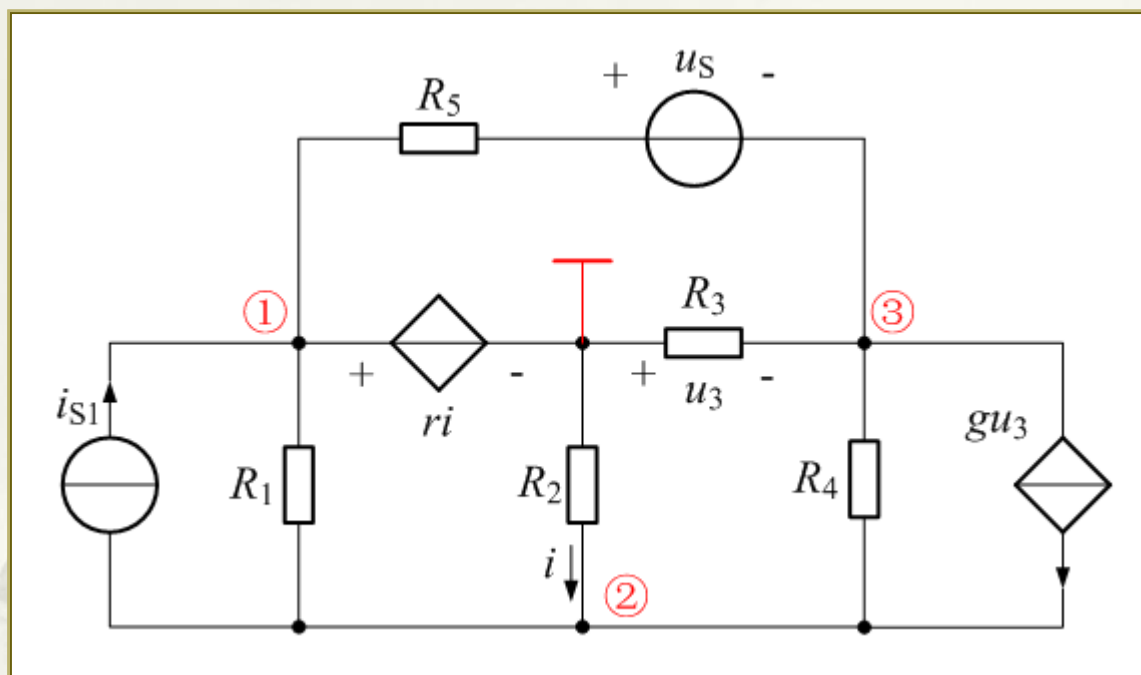 + uS -
R5
① R3 ③
+ - + -
iS1 ri u3 gu3
R1 R2 R4
i ②